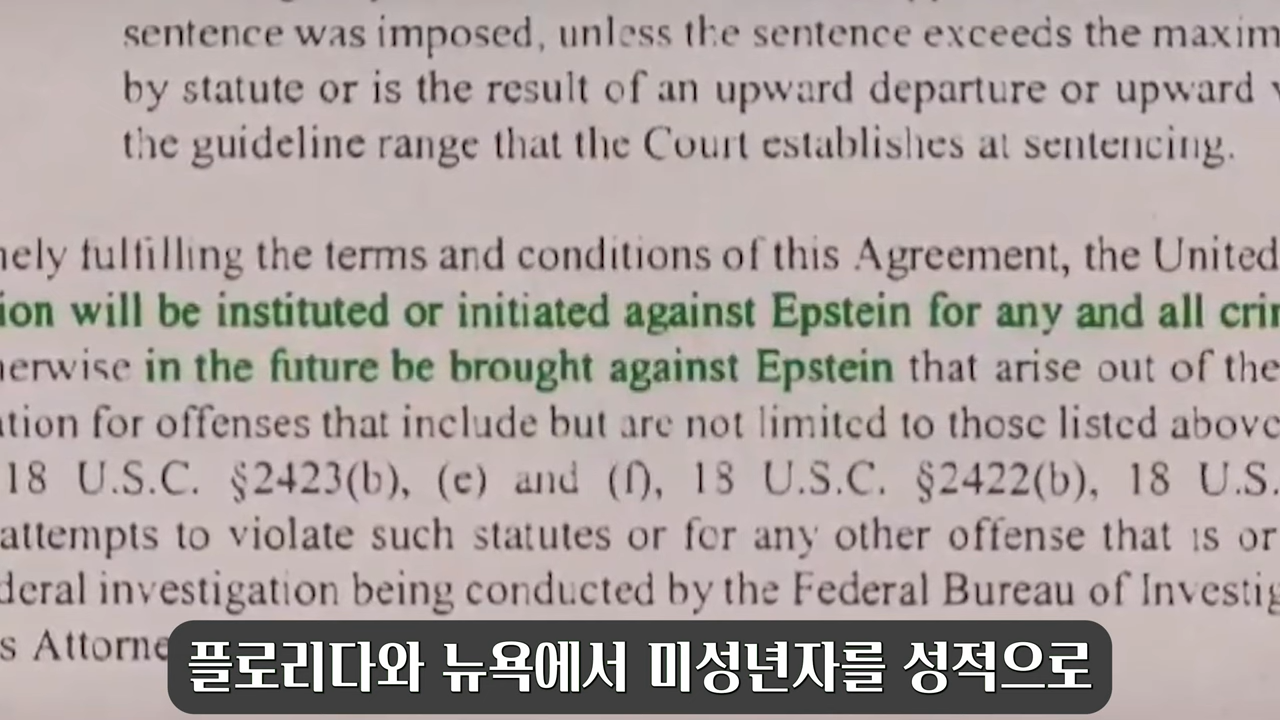 sentence was imposed, unless the sentence exceeds the maxim
by statute or is the result of an upward departure or upward v
the guideline range that the Court establishes at sentencing.
nely fulfilling the terms and conditions of this Agreement, the United
ion will be instituted or initiated against Epstein for any and all crim
herwise in the future be brought against Epstein that arise out of the
ation for offenses that include but are not limited to those listed above
18 U.S.C. §2423(b), (e) and (f), 18 U.S.C. §2422(b), 18 U.S.
attempts to violate such statutes or for any other offense that is or
deral investigation being conducted by the Federal Bureau of Investig
s Attorne
플로리다와 뉴욕에서 미성년자를 성적으로